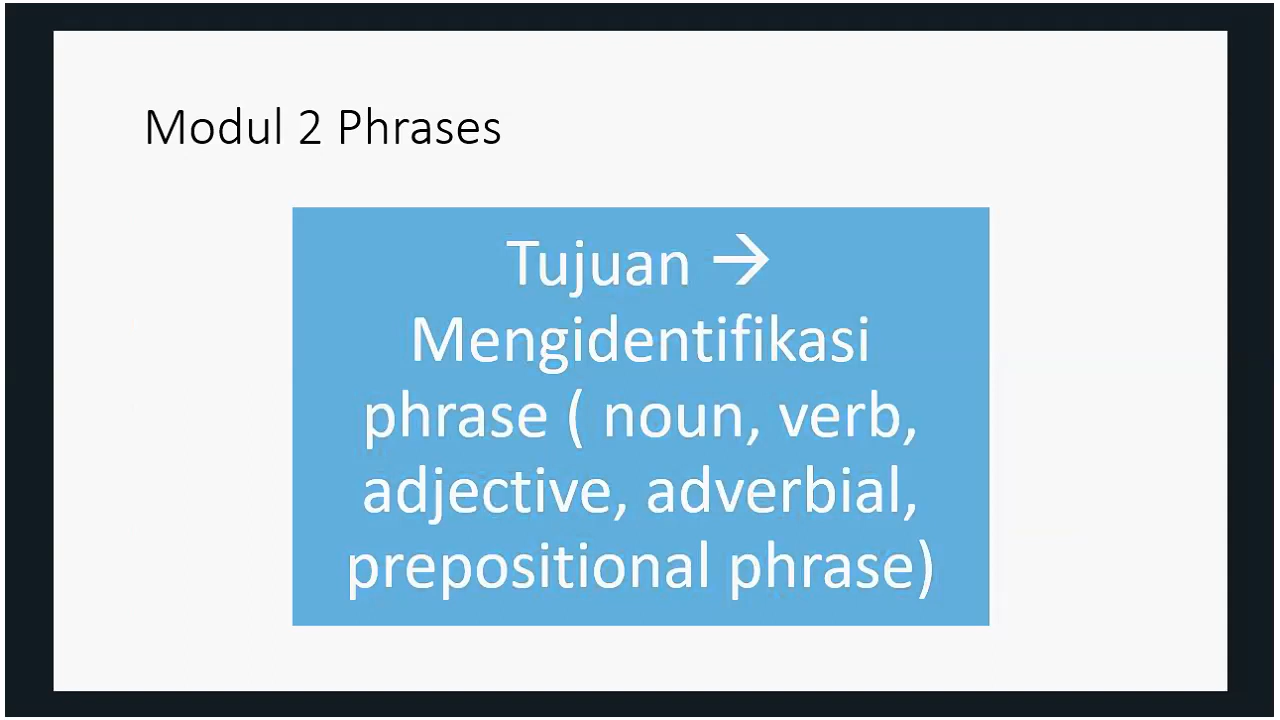 Modul 2 Phrases
Tujuan →
Mengidentifikasi
phrase ( noun, verb,
adjective, adverbial,
prepositional phrase)